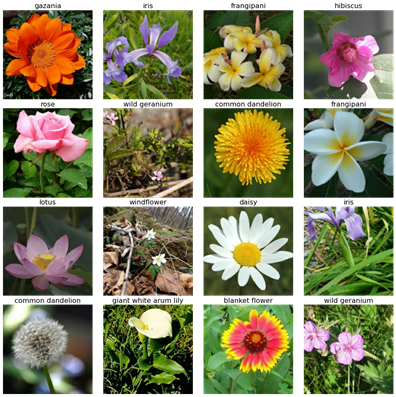 gazania
iris
frangipani
hibiscus
rose
wild geranium
common dandelion
frangipani
lotus
windflower
daisy
iris
common dandelion
giant white arum lily
blanket flower
wild geranium